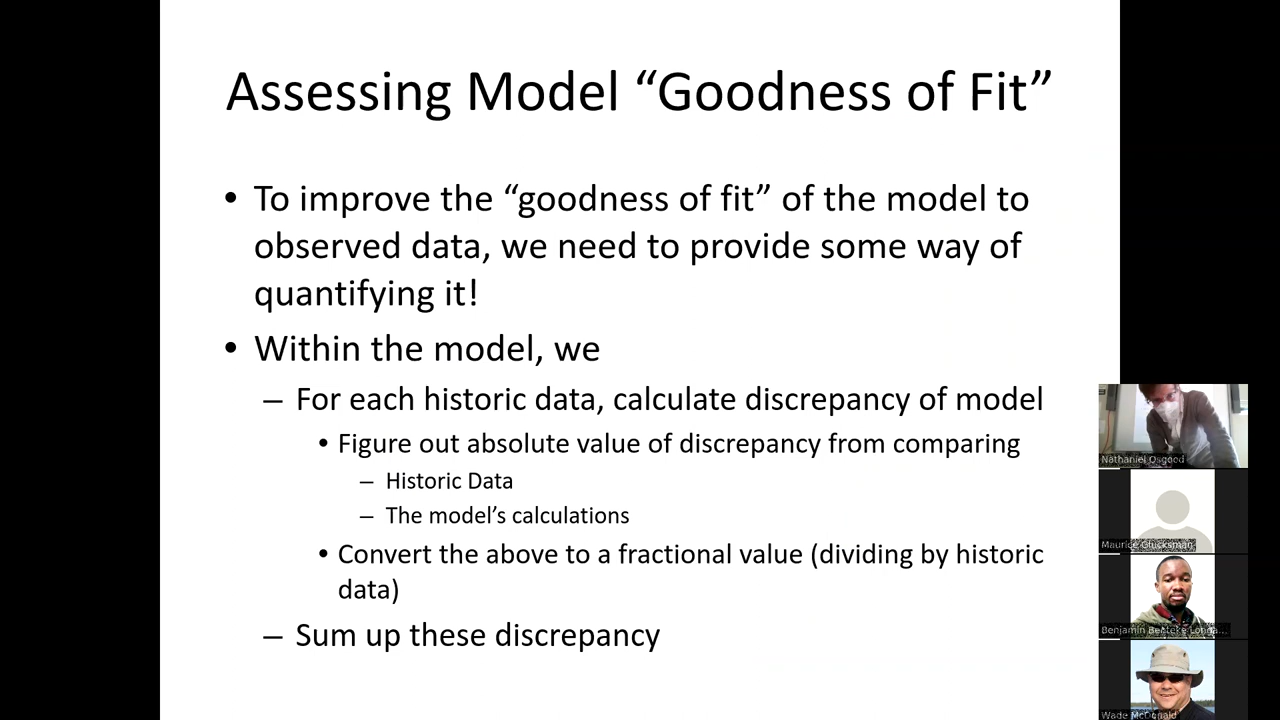 Assessing Model “Goodness of Fit”
• To improve the “goodness of fit” of the model to
observed data, we need to provide some way of
quantifying it!
• Within the model, we
– For each historic data, calculate discrepancy of model
• Figure out absolute value of discrepancy from comparing
– Historic Data
– The model’s calculations
• Convert the above to a fractional value (dividing by historic
data)
– Sum up these discrepancy
Nathaniel Osgood
Maurice Glucksman
Benjamin
Wade McDonald